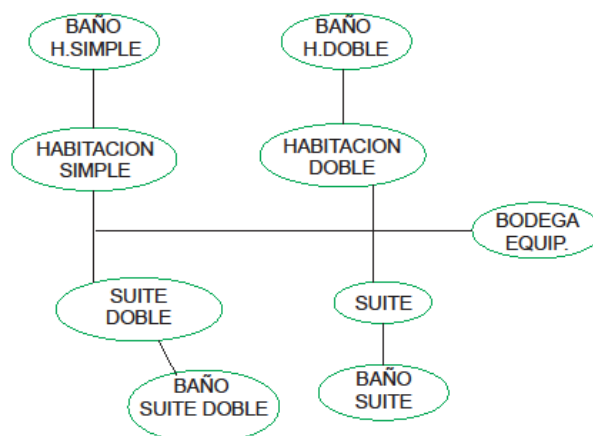 BAÑO
H.SIMPLE
BAÑO
H.DOBLE
HABITACION
SIMPLE
HABITACION
DOBLE
BODEGA
EQUIP.
SUITE
DOBLE
SUITE
BAÑO
SUITE DOBLE
BAÑO
SUITE